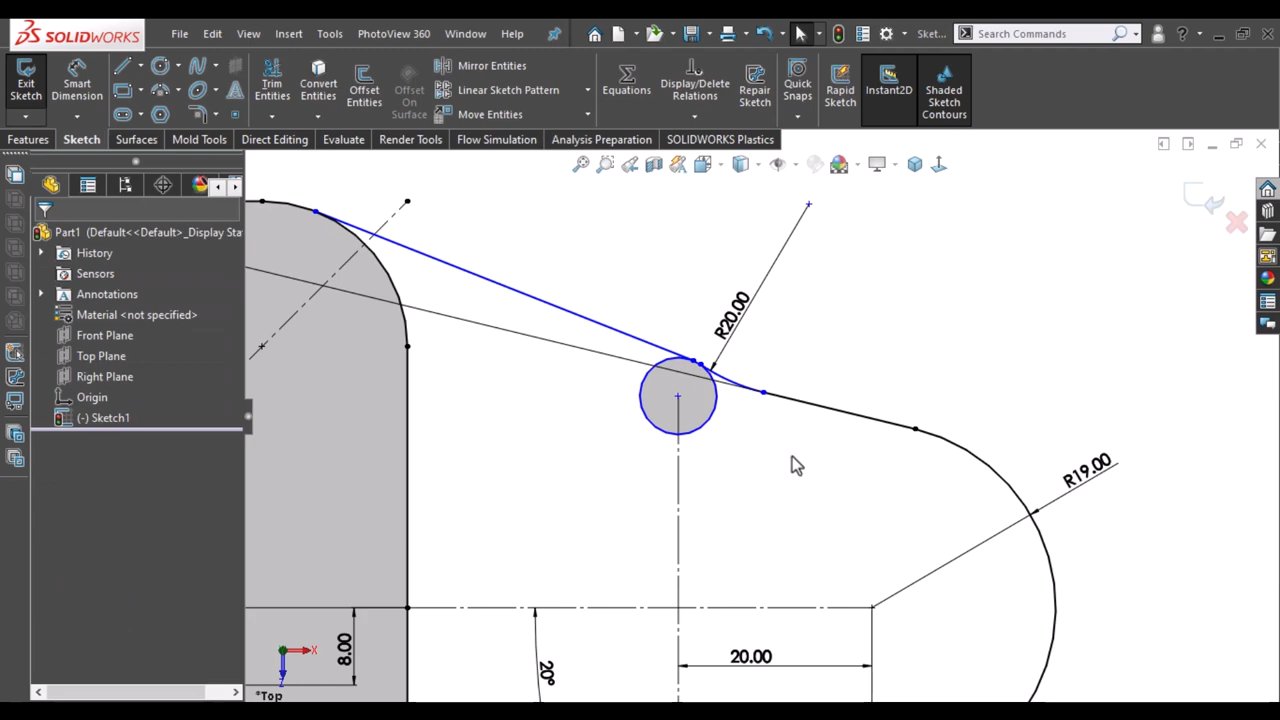 SOLIDWORKS File Edit View Insert Tools PhotoView 360 Window Help Sket... Search Commands ?
Exit Sketch
Smart Dimension
Trim Entities
Convert Entities
Offset Entities
Offset On Surface
Mirror Entities
Linear Sketch Pattern
Move Entities
Equations
Display/Delete Relations
Repair Sketch
Quick Snaps
Rapid Sketch
Instant2D
Shaded Sketch Contours
Features Sketch Surfaces Mold Tools Direct Editing Evaluate Render Tools Flow Simulation Analysis Preparation SOLIDWORKS Plastics
Part1 (Default<<Default>_Display Sta
History
Sensors
Annotations
Material <not specified>
Front Plane
Top Plane
Right Plane
Origin
(-) Sketch1
R20.00
R19.00
8.00
20°
20.00
X
Z
*Top